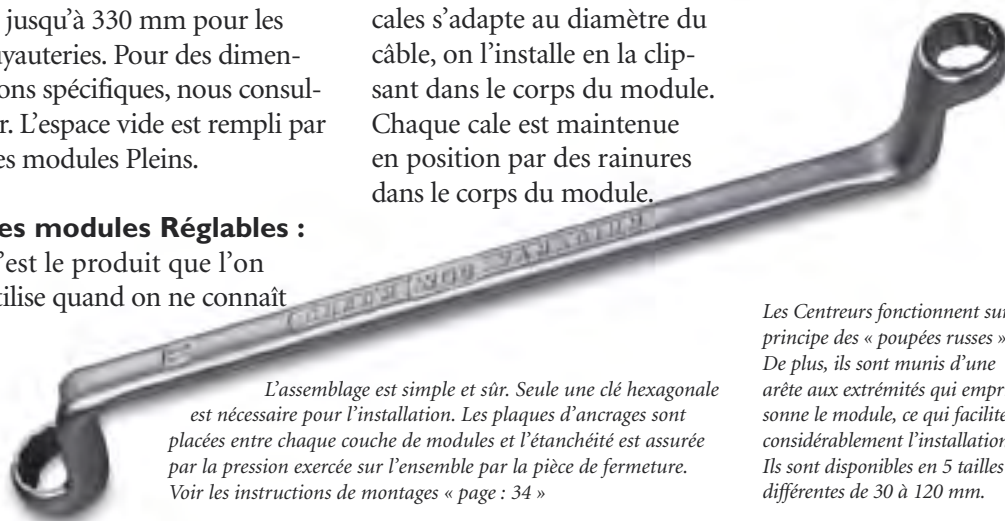 jusqu'à 330 mm pour les
yauteries. Pour des dimen-
ons spécifiques, nous consul-
r. L'espace vide est rempli par
es modules Pleins.
es modules Réglables :
'est le produit que l'on
tilise quand on ne connaît
cales s'adapte au diamètre du
câble, on l'installe en la clip-
sant dans le corps du module.
Chaque cale est maintenue
en position par des rainures
dans le corps du module.
L'assemblage est simple et sûr. Seule une clé hexagonale
est nécessaire pour l'installation. Les plaques d'ancrages sont
placées entre chaque couche de modules et l'étanchéité est assurée
par la pression exercée sur l'ensemble par la pièce de fermeture.
Voir les instructions de montages « page : 34 »
Les Centreurs fonctionnent sur
principe des « poupées russes »
De plus, ils sont munis d'une
arête aux extrémités qui empr
sonne le module, ce qui facilite
considérablement l'installation
Ils sont disponibles en 5 tailles
différentes de 30 à 120 mm.